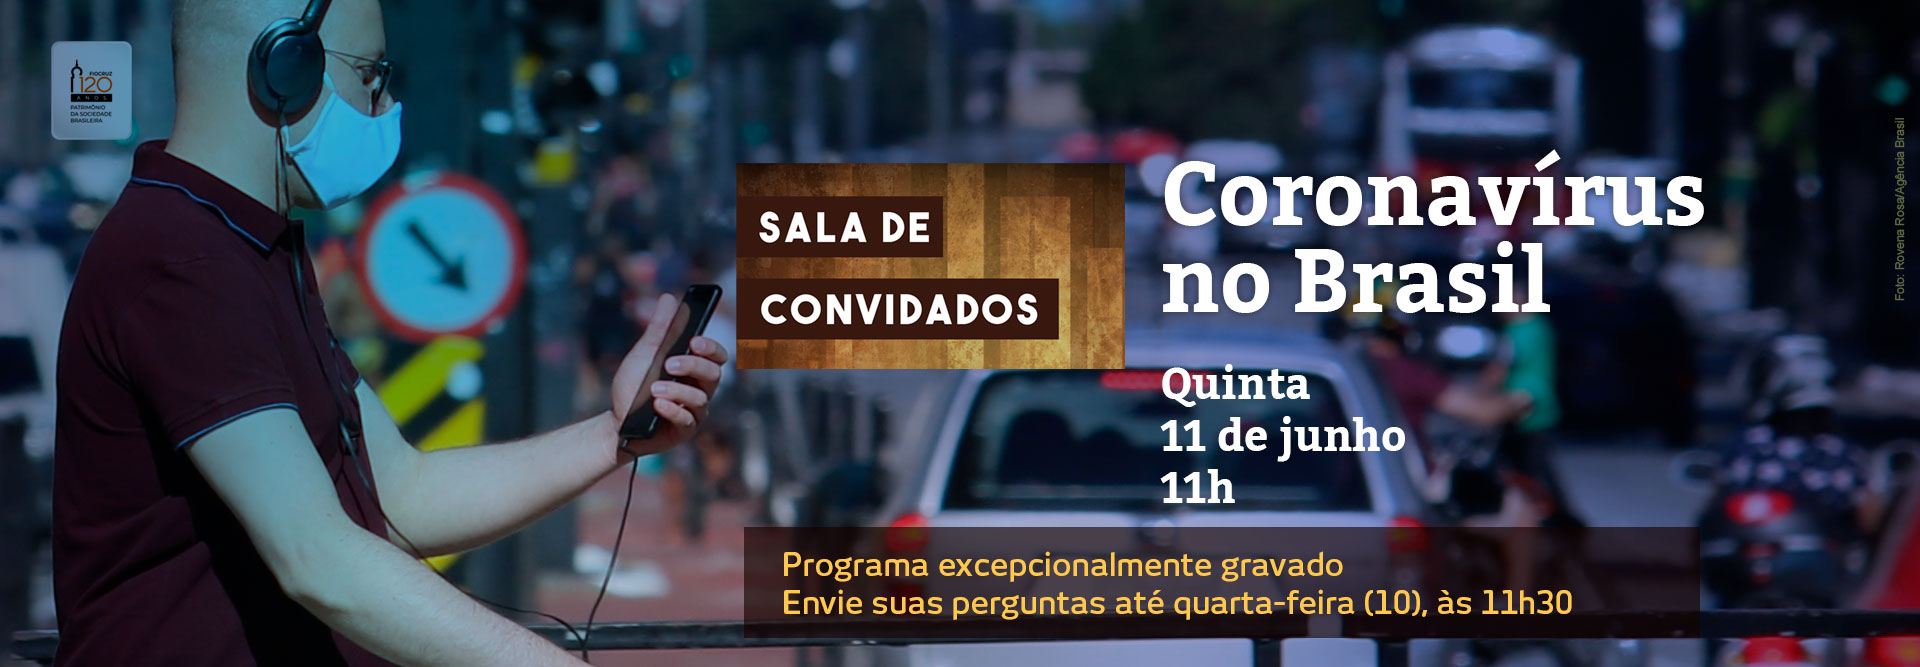 FIOCRUZ
120
ANOS
PATRIMÔNIO
DA SOCIEDADE
BRASILEIRA
SALA DE
CONVIDADOS
Coronavírus
no Brasil
Quinta
11 de junho
11h
Programa excepcionalmente gravado
Envie suas perguntas até quarta-feira (10), às 11h30
Foto: Rovena Rosa/Agência Brasil